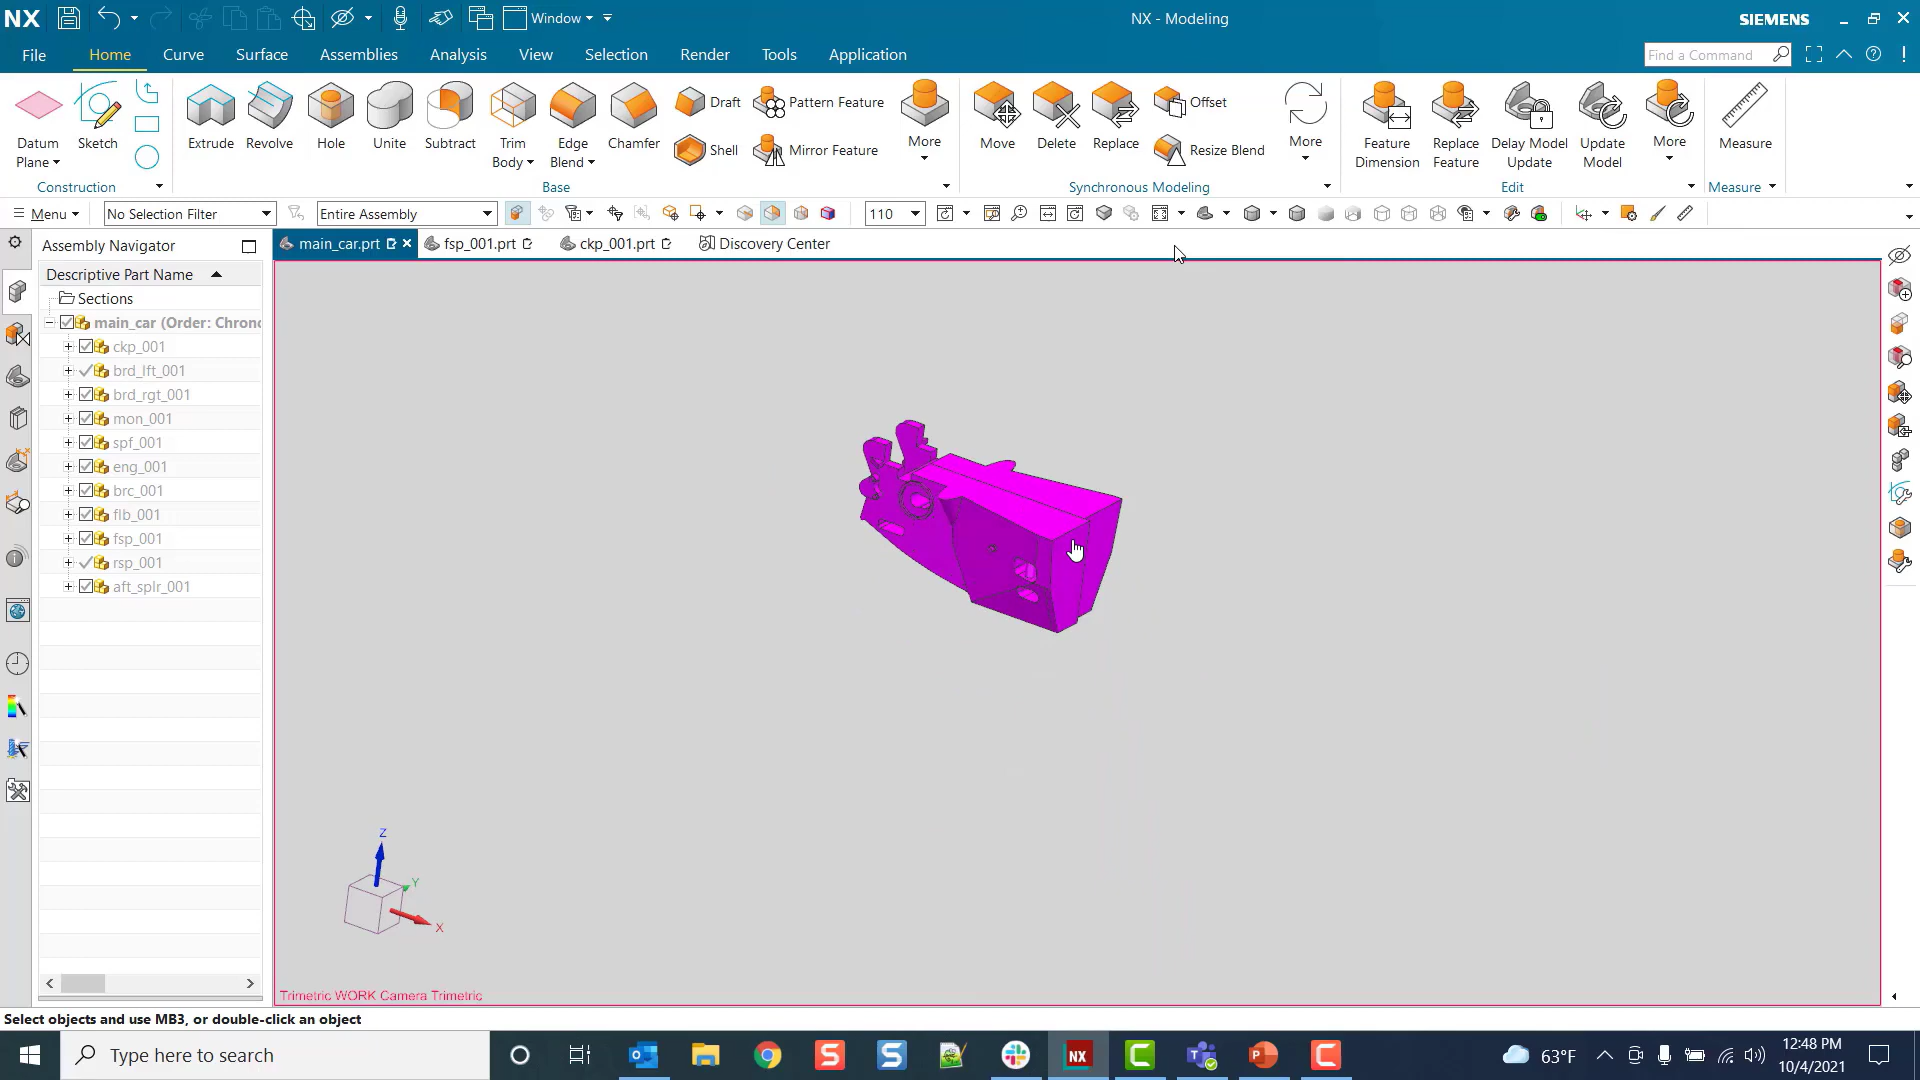 NX
Window
NX - Modeling
SIEMENS
File
Home
Curve
Surface
Assemblies
Analysis
View
Selection
Render
Tools
Application
Find a Command
Datum
Plane
Sketch
Extrude
Revolve
Hole
Unite
Subtract
Trim
Body
Edge
Blend
Chamfer
Draft
Shell
Pattern Feature
Mirror Feature
More
Move
Delete
Replace
Offset
Resize Blend
More
Feature
Dimension
Replace
Feature
Delay Model
Update
Update
Model
More
Measure
Construction
Base
Synchronous Modeling
Edit
Measure
Menu
No Selection Filter
Entire Assembly
110
Assembly Navigator
main_car.prt
fsp_001.prt
ckp_001.prt
Discovery Center
Descriptive Part Name
Sections
main_car (Order: Chrono
ckp_001
brd_lft_001
brd_rgt_001
mon_001
spf_001
eng_001
brc_001
flb_001
fsp_001
rsp_001
aft_splr_001
Z
Y
X
Trimetric WORK Camera Trimetric
Select objects and use MB3, or double-click an object
Type here to search
NX
63°F
12:48 PM
10/4/2021